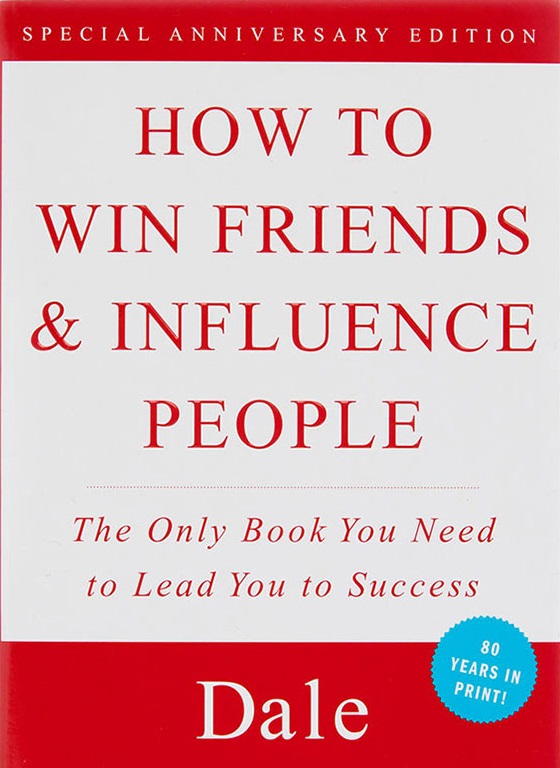 SPECIAL ANNIVERSARY EDITION
HOW TO
WIN FRIENDS
& INFLUENCE
PEOPLE
The Only Book You Need
to Lead You to Success
80
YEARS IN
PRINT!
Dale